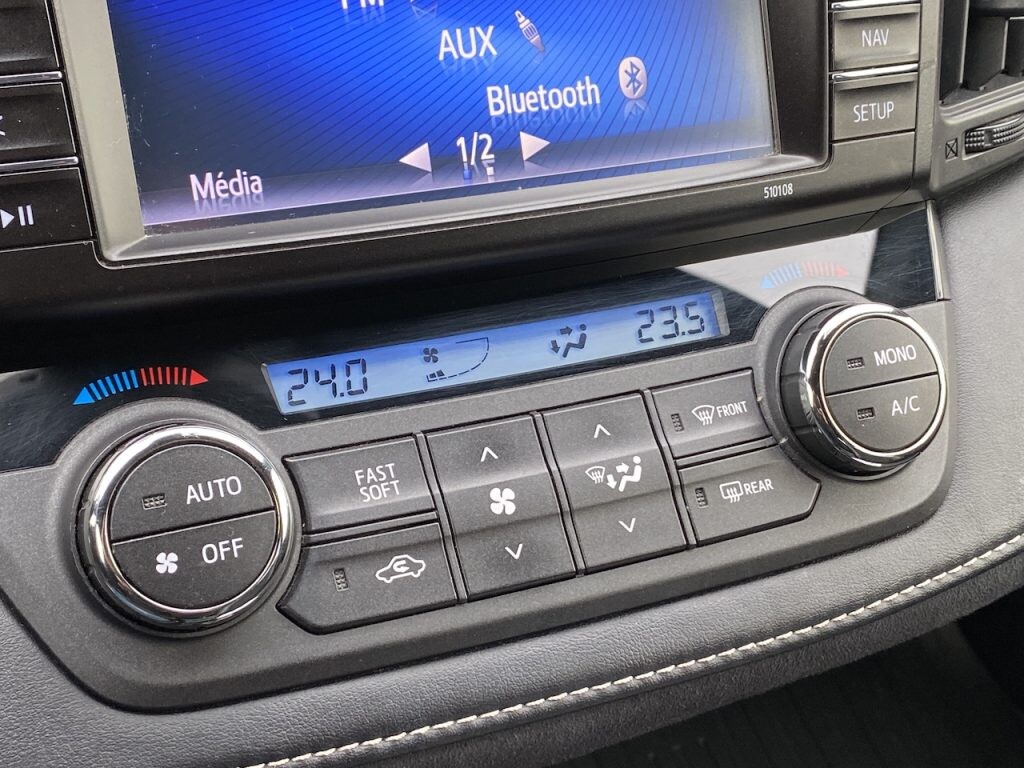 FM
AUX
Bluetooth
1/2
Média
NAV
SETUP
510108
24.0
23.5
AUTO
OFF
FAST
SOFT
FRONT
REAR
MONO
A/C